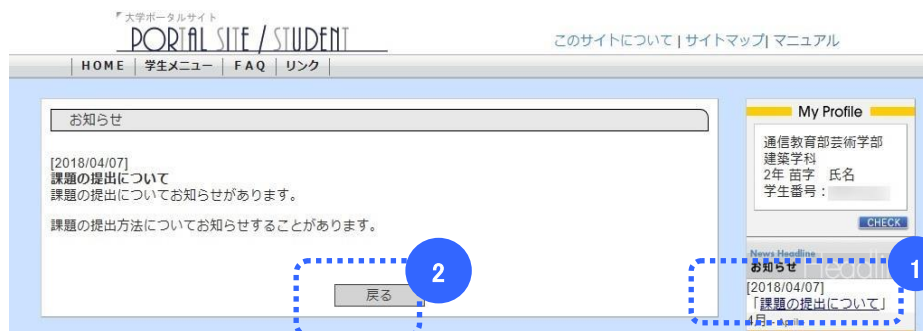 大学ポータルサイト
PORTAL SITE / STUDENT
このサイトについて | サイトマップ | マニュアル
HOME | 学生メニュー | FAQ | リンク
お知らせ
[2018/04/07]
課題の提出について
課題の提出についてお知らせがあります。
課題の提出方法についてお知らせすることがあります。
2
戻る
My Profile
通信教育部芸術学部
建築学科
2年 苗字 氏名
学生番号：
CHECK
News Headline
お知らせ
1
[2018/04/07]
「課題の提出について」
4月 - April